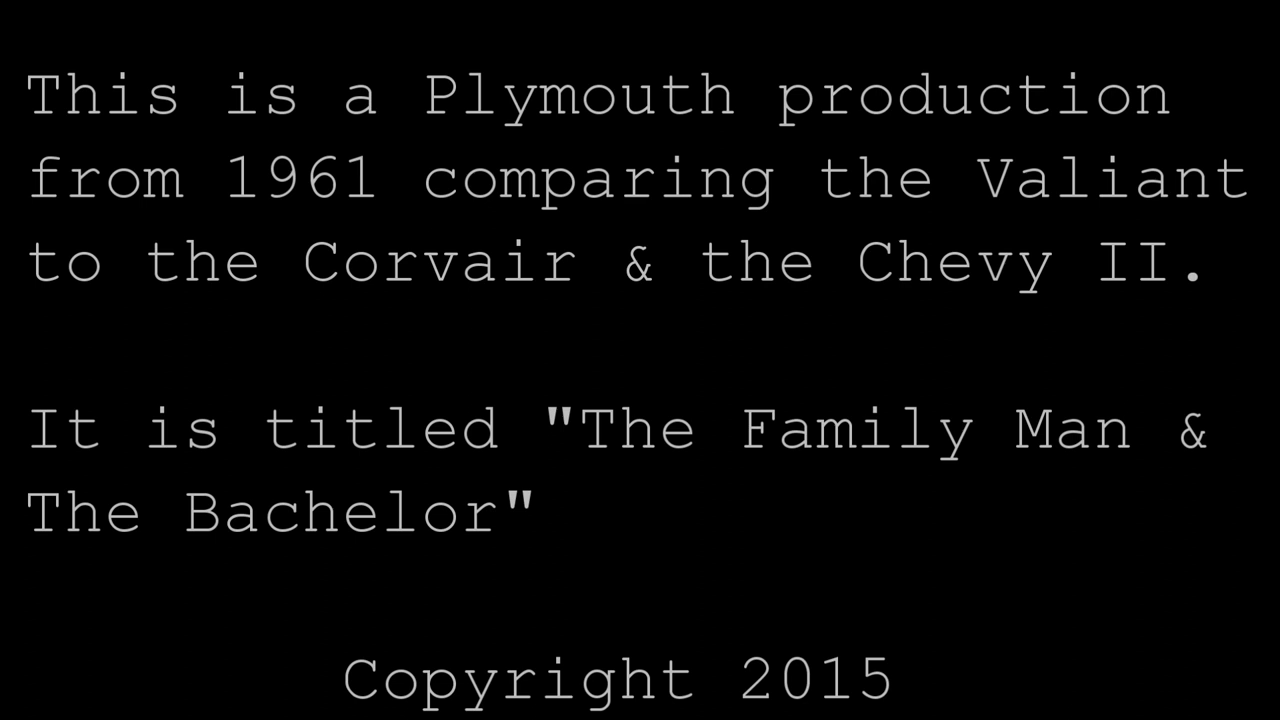 This is a Plymouth production
from 1961 comparing the Valiant
to the Corvair & the Chevy II.
It is titled "The Family Man &
The Bachelor"
Copyright 2015